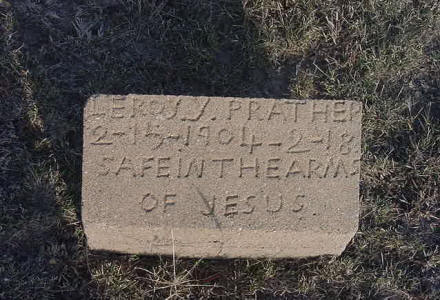 LEROY.Y. PRATHER
2-15-1904-2-18
SAFE IN THE ARMS
OF JESUS.